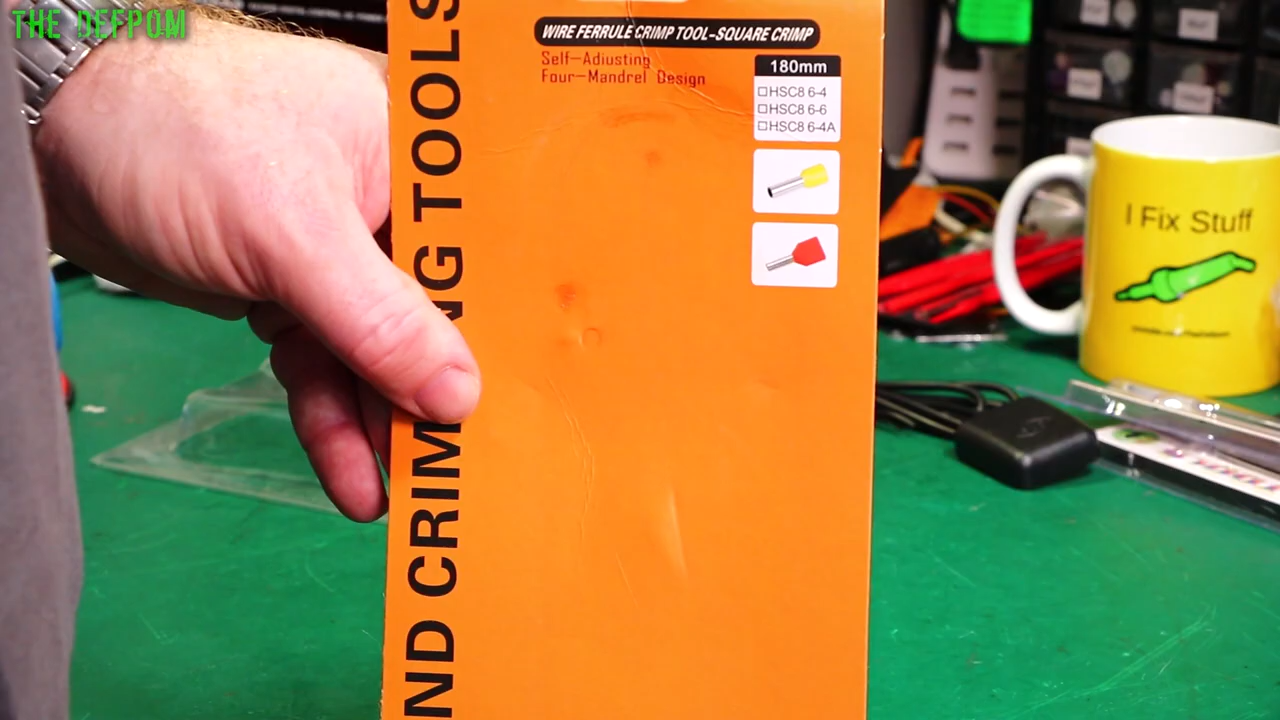 THE DEFPOM
WIRE FERRULE CRIMP TOOL-SQUARE CRIMP
Self-Adiusting
Four-Mandrel Design
180mm
HSC8 6-4
HSC8 6-6
HSC8 6-4A
ND CRIM NG TOOLS
I Fix Stuff